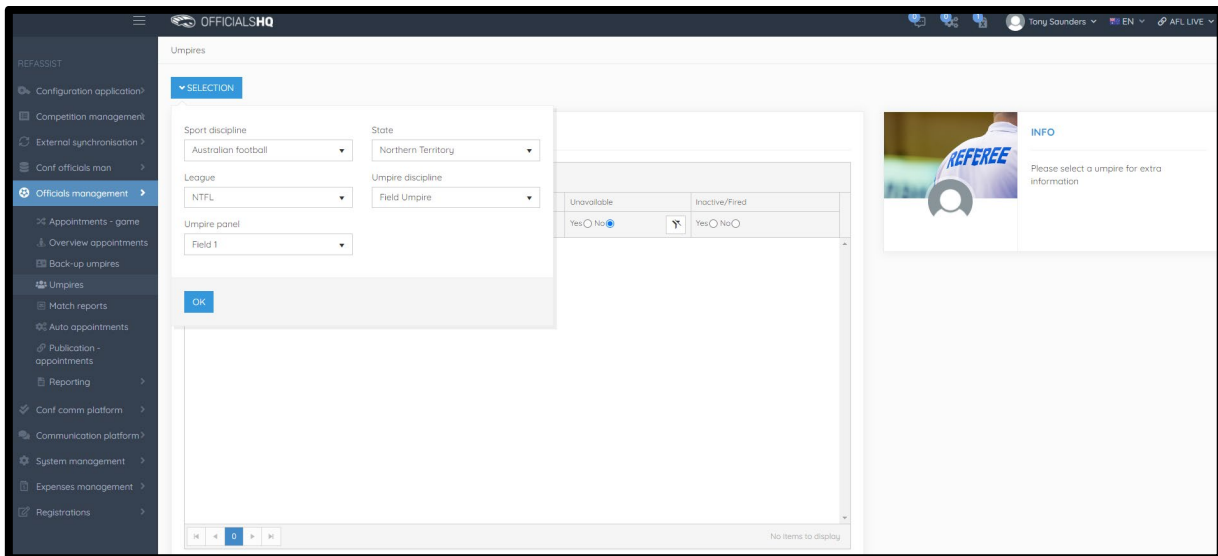 OFFICIALSHQ
Tony Saunders
EN
AFL LIVE
REFASSIST
Configuration application
Competition management
External synchronisation
Conf officials man
Officials management
Appointments - game
Overview appointments
Back-up umpires
Umpires
Match reports
Auto appointments
Publication -
appointments
Reporting
Conf comm platform
Communication platform
System management
Expenses management
Registrations
Umpires
SELECTION
Sport discipline State
Australian football Northern Territory
League Umpire discipline
NTFL Field Umpire
Umpire panel
Field 1
OK
Unavailable Inactive/Fired
Yes No Yes No
0
No items to display
REFEREE
INFO
Please select a umpire for extra
information